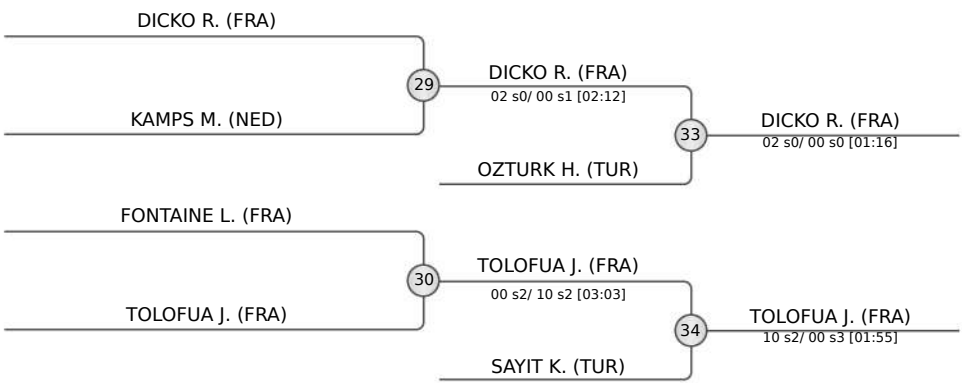 DICKO R. (FRA)
29
KAMPS M. (NED)
DICKO R. (FRA)
02 s0/ 00 s1 [02:12]
33
OZTURK H. (TUR)
DICKO R. (FRA)
02 s0/ 00 s0 [01:16]
FONTAINE L. (FRA)
30
TOLOFUA J. (FRA)
TOLOFUA J. (FRA)
00 s2/ 10 s2 [03:03]
34
SAYIT K. (TUR)
TOLOFUA J. (FRA)
10 s2/ 00 s3 [01:55]